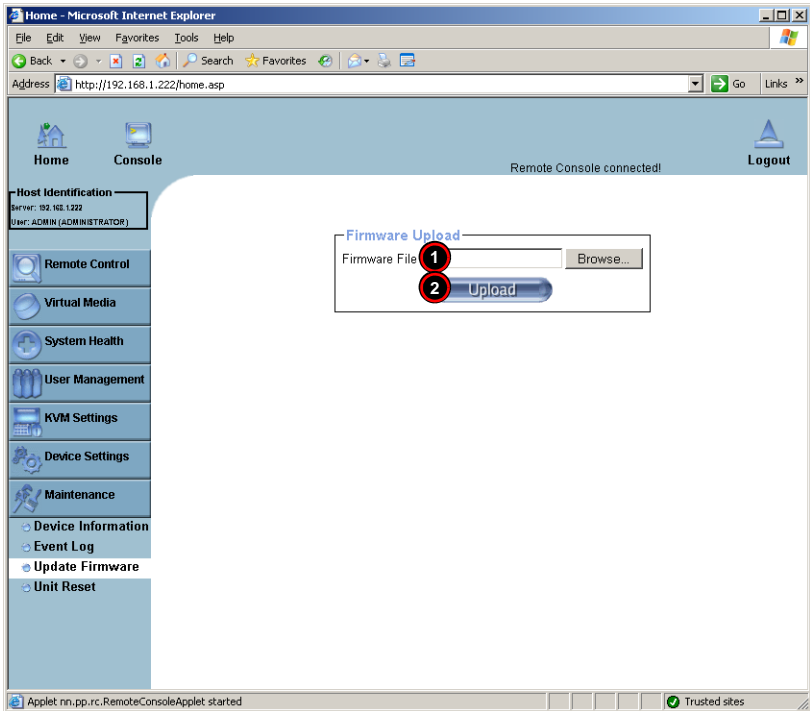 Home - Microsoft Internet Explorer
File Edit View Favorites Tools Help
Back Search Favorites
Address http://192.168.1.222/home.asp Go Links »
Home Console Logout
Remote Console connected!
Host Identification
Server: 192.168.1.222
User: ADMIN (ADMINISTRATOR)
Remote Control
Virtual Media
System Health
User Management
KVM Settings
Device Settings
Maintenance
Device Information
Event Log
Update Firmware
Unit Reset
Firmware Upload
Firmware File 1 Browse...
2 Upload
Applet nn.pp.rc.RemoteConsoleApplet started Trusted sites